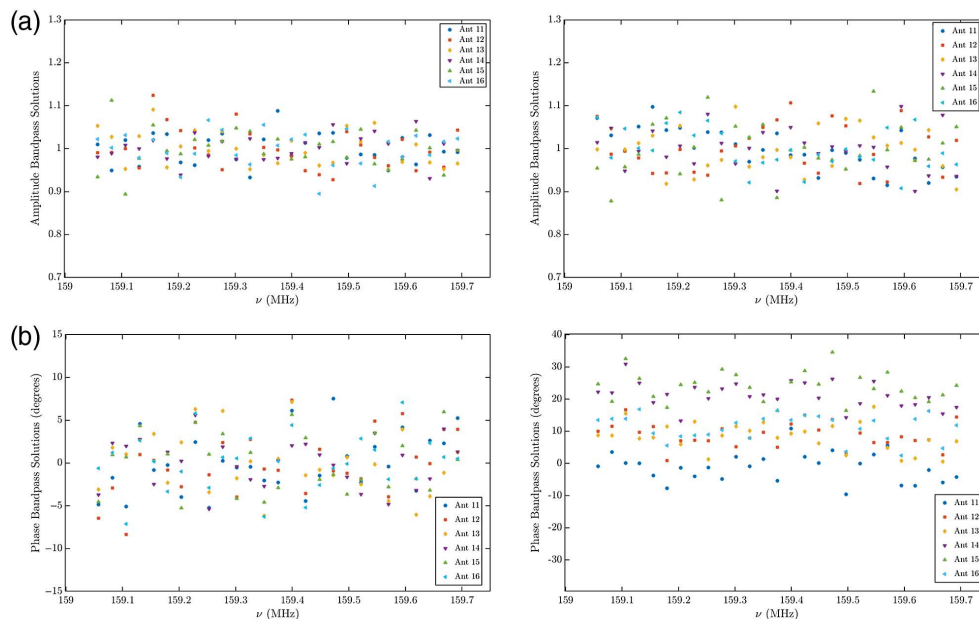 (a)
1.3
1.2
1.1
1
0.9
0.8
0.7
Amplitude Bandpass Solutions
159 159.1 159.2 159.3 159.4 159.5 159.6 159.7
ν (MHz)
Ant 11
Ant 12
Ant 13
Ant 14
Ant 15
Ant 16
1.3
1.2
1.1
1
0.9
0.8
0.7
Amplitude Bandpass Solutions
159 159.1 159.2 159.3 159.4 159.5 159.6 159.7
ν (MHz)
Ant 11
Ant 12
Ant 13
Ant 14
Ant 15
Ant 16
(b)
15
10
5
0
−5
−10
−15
Phase Bandpass Solutions (degrees)
159 159.1 159.2 159.3 159.4 159.5 159.6 159.7
ν (MHz)
Ant 11
Ant 12
Ant 13
Ant 14
Ant 15
Ant 16
40
30
20
10
0
−10
−20
−30
Phase Bandpass Solutions (degrees)
159 159.1 159.2 159.3 159.4 159.5 159.6 159.7
ν (MHz)
Ant 11
Ant 12
Ant 13
Ant 14
Ant 15
Ant 16